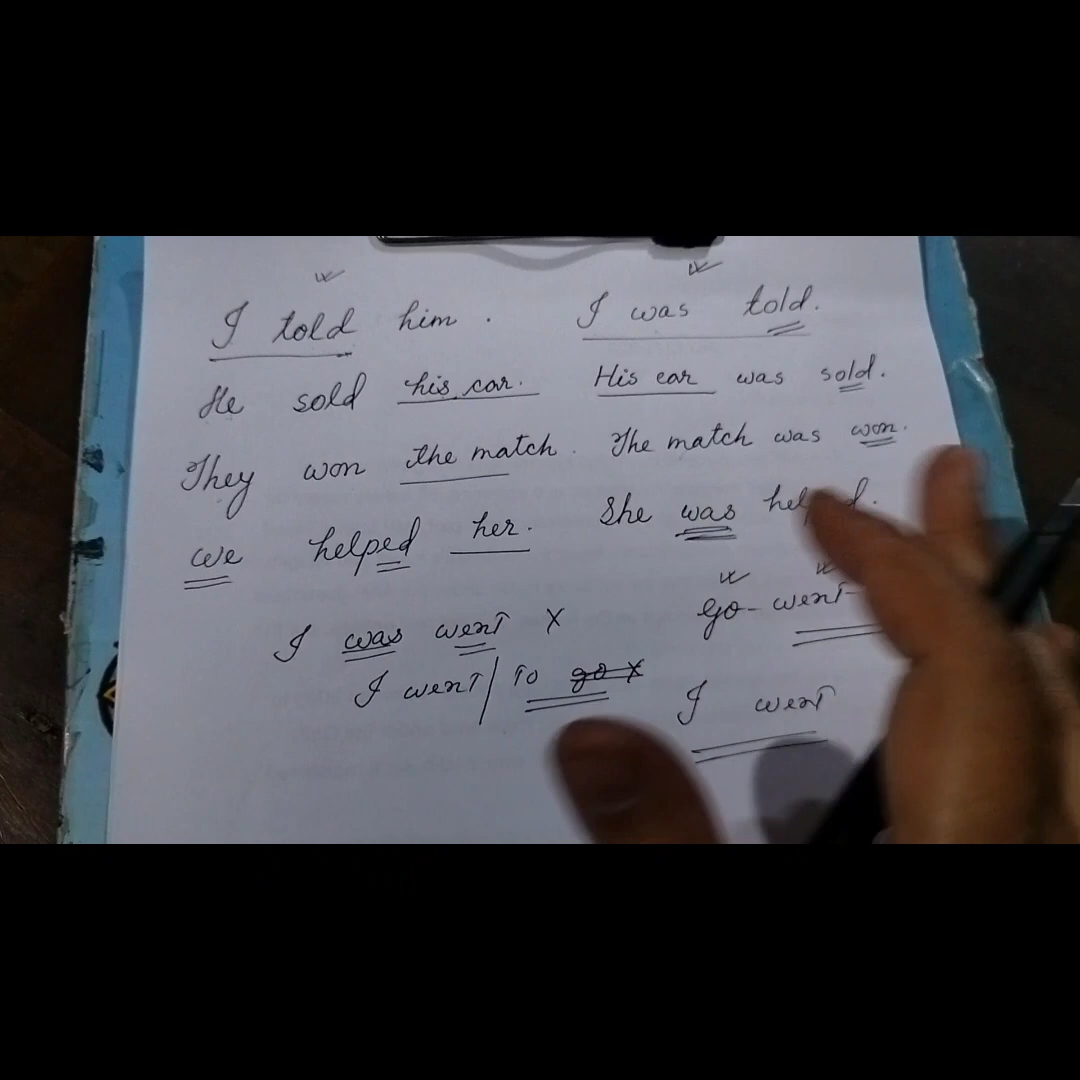 I told him. I was told.
He sold his car. His car was sold.
They won the match. The match was won.
We helped her. She was
I was went X Go - went -
I went / To go X I went